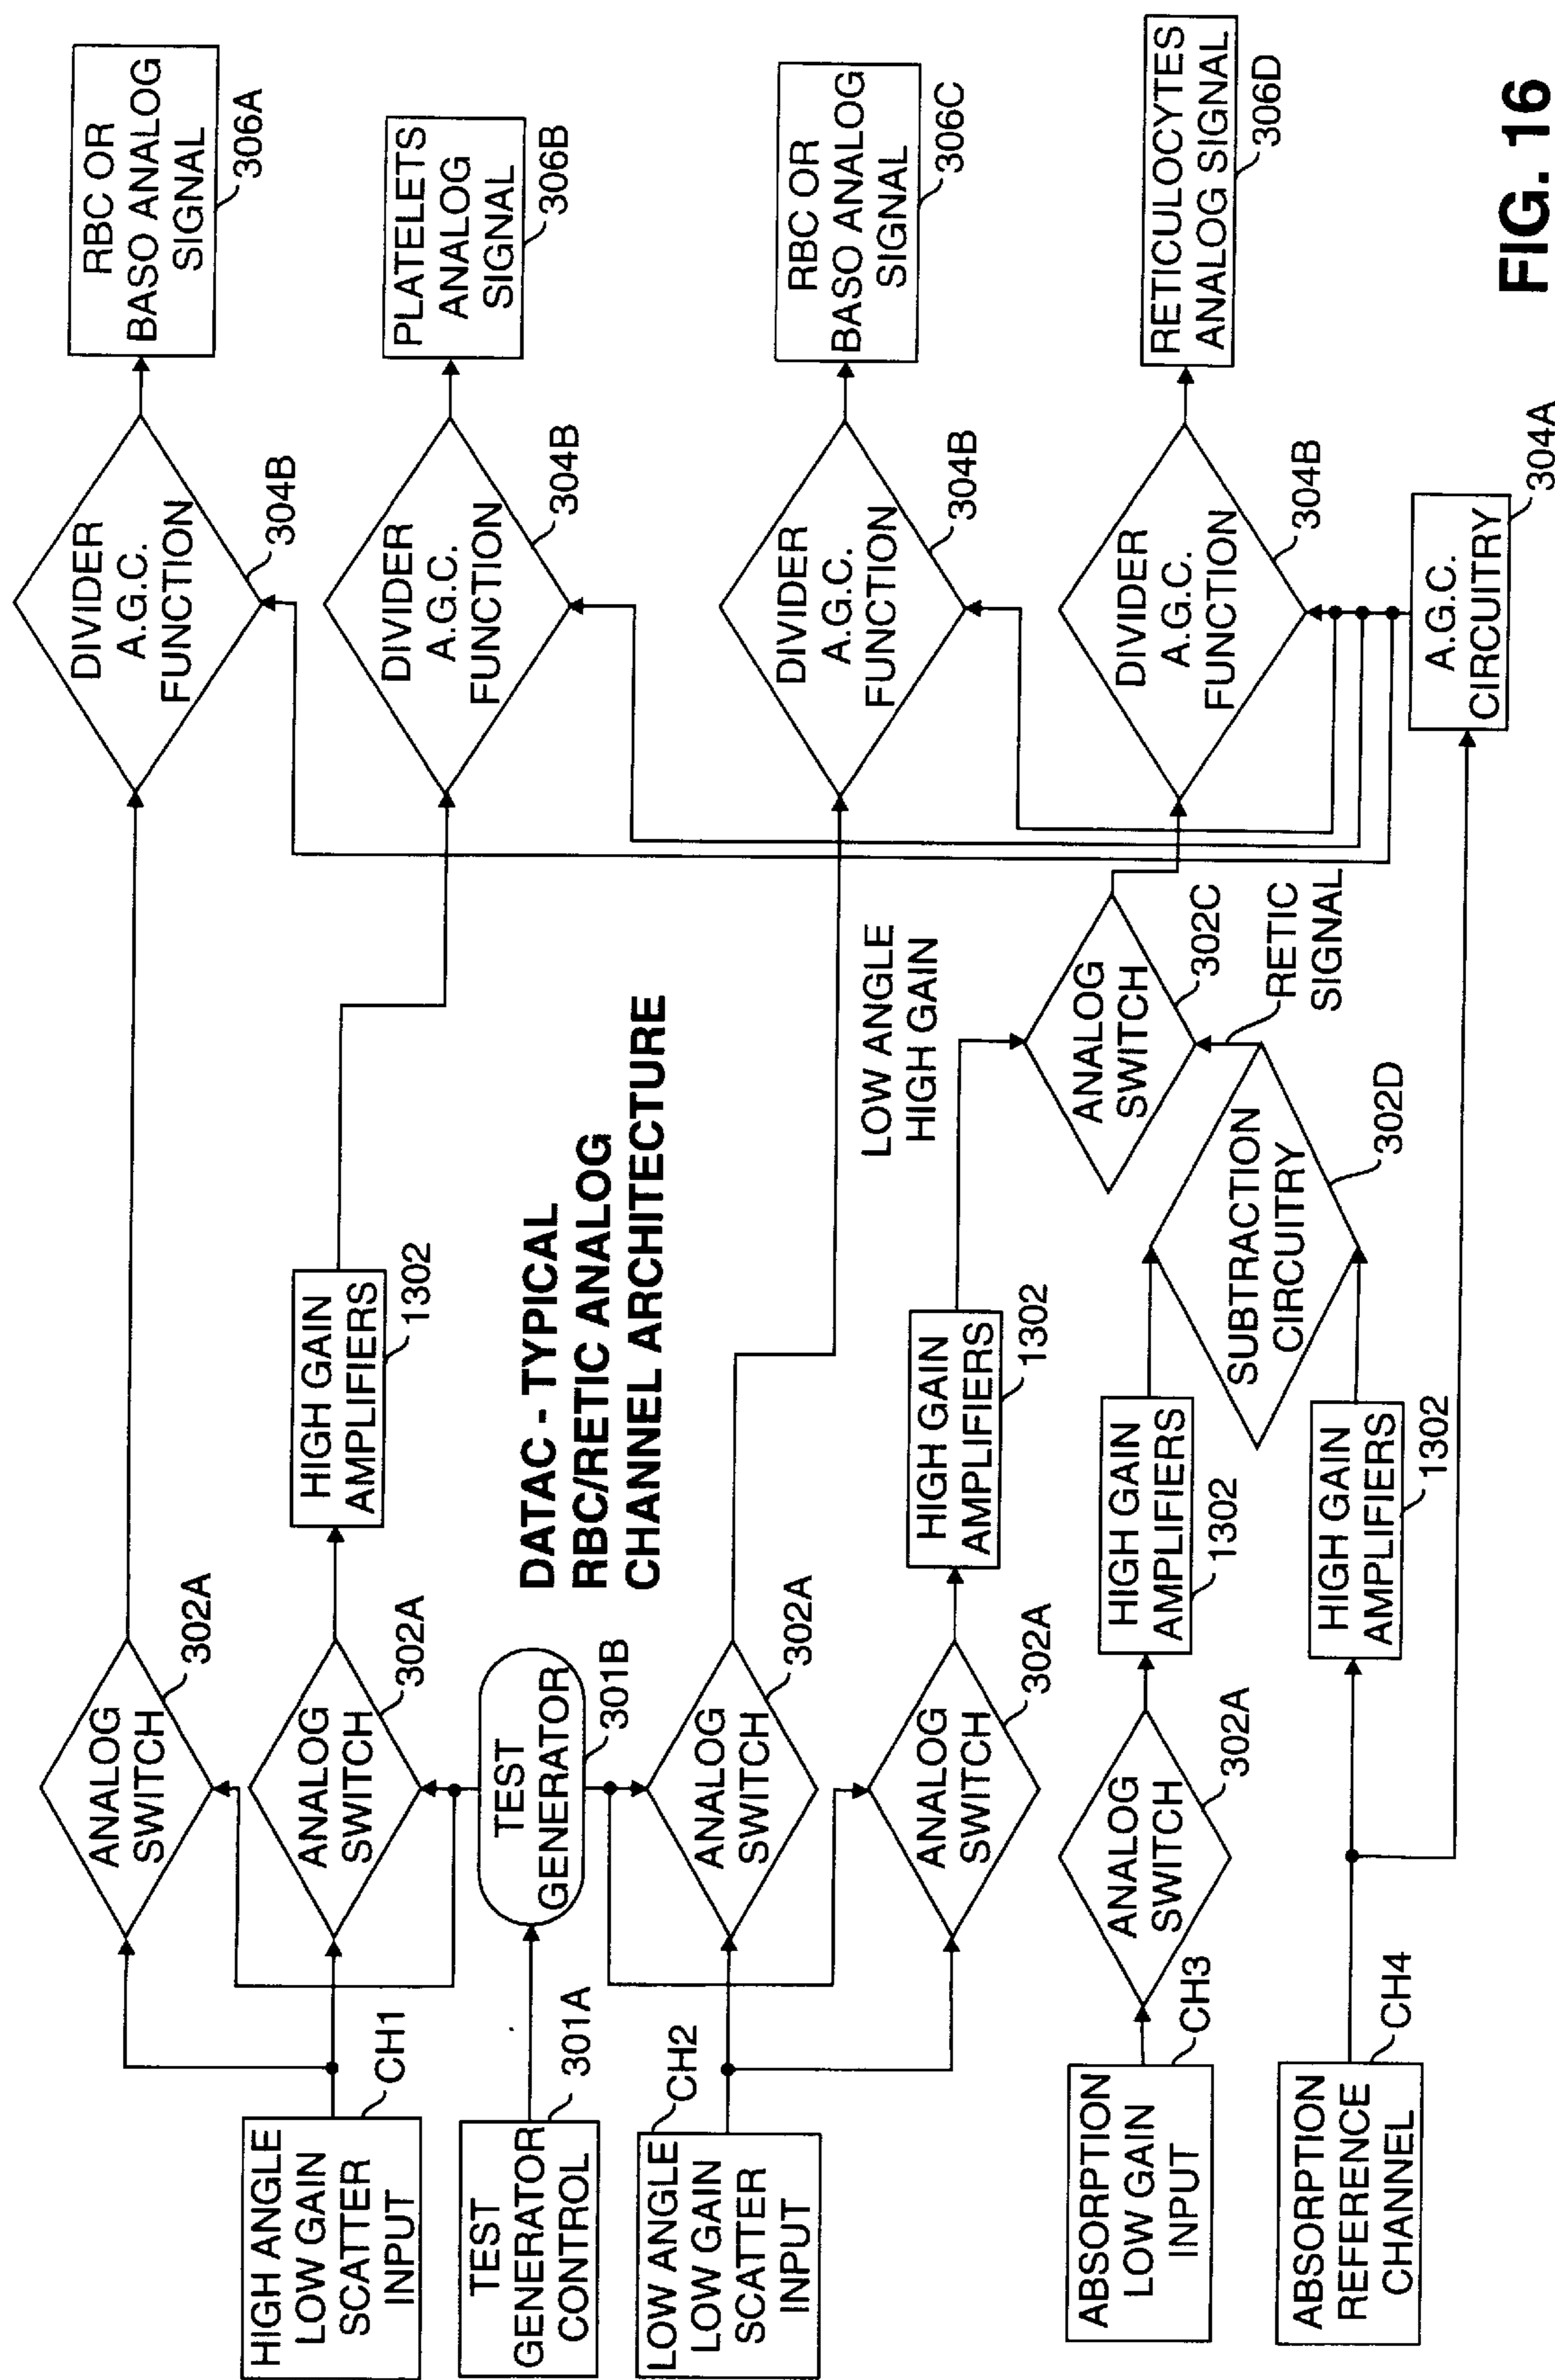 HIGH ANGLE
LOW GAIN
SCATTER
INPUT
CH1
TEST
GENERATOR
CONTROL
301A
LOW ANGLE
LOW GAIN
SCATTER
INPUT
CH2
ABSORPTION
LOW GAIN
INPUT
CH3
ABSORPTION
REFERENCE
CHANNEL
CH4
ANALOG
SWITCH
302A
ANALOG
SWITCH
302A
TEST
GENERATOR
301B
ANALOG
SWITCH
302A
ANALOG
SWITCH
302A
ANALOG
SWITCH
302A
HIGH GAIN
AMPLIFIERS
1302
DATAC - TYPICAL
RBC/RETIC ANALOG
CHANNEL ARCHITECTURE
HIGH GAIN
AMPLIFIERS
1302
HIGH GAIN
AMPLIFIERS
1302
HIGH GAIN
AMPLIFIERS
1302
LOW ANGLE
HIGH GAIN
ANALOG
SWITCH
302C
SUBTRACTION
CIRCUITRY
302D
RETIC
SIGNAL
DIVIDER
A.G.C.
FUNCTION
304B
DIVIDER
A.G.C.
FUNCTION
304B
DIVIDER
A.G.C.
FUNCTION
304B
DIVIDER
A.G.C.
FUNCTION
304B
A.G.C.
CIRCUITRY
304A
RBC OR
BASO ANALOG
SIGNAL
306A
PLATELETS
ANALOG
SIGNAL
306B
RBC OR
BASO ANALOG
SIGNAL
306C
RETICULOCYTES
ANALOG SIGNAL
306D
FIG. 16